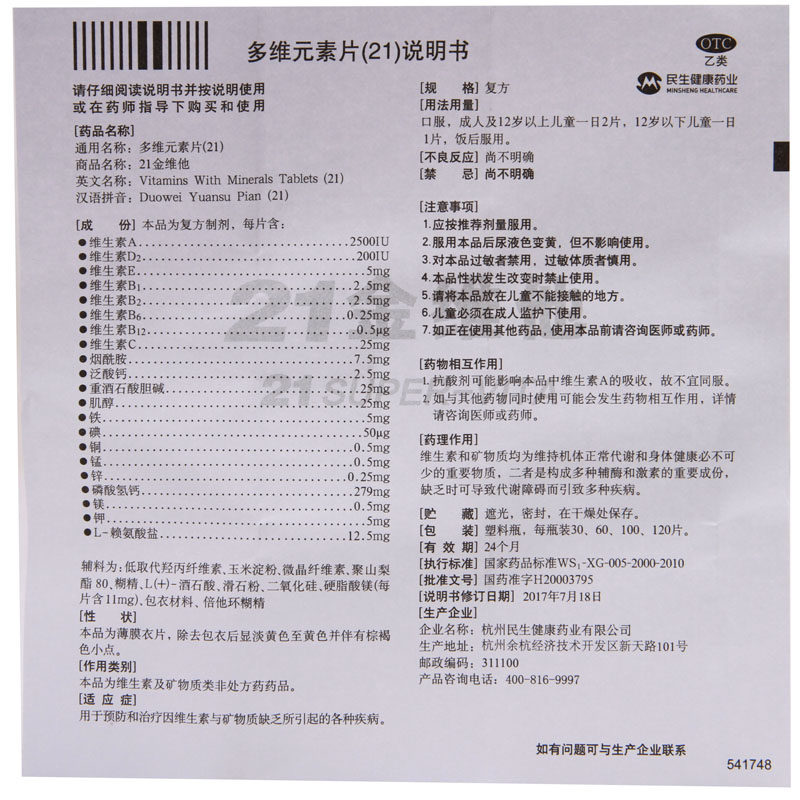 多维元素片(21)说明书
OTC
乙类
民生健康药业
MINSHENG HEALTHCARE
请仔细阅读说明书并按说明使用
或在药师指导下购买和使用
[药品名称]
通用名称：多维元素片(21)
商品名称：21金维他
英文名称：Vitamins With Minerals Tablets (21)
汉语拼音：Duowei Yuansu Pian (21)
[成　份] 本品为复方制剂，每片含：
●维生素A....................2500IU
●维生素D₂....................200IU
●维生素E....................5mg
●维生素B₁....................2.5mg
●维生素B₂....................2.5mg
●维生素B₆....................0.25mg
●维生素B₁₂....................0.5μg
●维生素C....................25mg
●烟酰胺....................7.5mg
●泛酸钙....................2.5mg
●重酒石酸胆碱....................25mg
●肌醇....................25mg
●铁....................5mg
●碘....................50μg
●铜....................0.5mg
●锰....................0.5mg
●锌....................0.25mg
●磷酸氢钙....................279mg
●镁....................0.5mg
●钾....................5mg
●L-赖氨酸盐....................12.5mg
辅料为：低取代羟丙纤维素、玉米淀粉、微晶纤维素、聚山梨
酯80、糊精、L(+)-酒石酸、滑石粉、二氧化硅、硬脂酸镁(每
片含11mg)、包衣材料、倍他环糊精
[性　状]
本品为薄膜衣片，除去包衣后显淡黄色至黄色并伴有棕褐
色小点。
[作用类别]
本品为维生素及矿物质类非处方药药品。
[适 应 症]
用于预防和治疗因维生素与矿物质缺乏所引起的各种疾病。
[规　格] 复方
[用法用量]
口服，成人及12岁以上儿童一日2片，12岁以下儿童一日
1片，饭后服用。
[不良反应] 尚不明确
[禁　忌] 尚不明确
[注意事项]
1.应按推荐剂量服用。
2.服用本品后尿液色变黄，但不影响使用。
3.对本品过敏者禁用，过敏体质者慎用。
4.本品性状发生改变时禁止使用。
5.请将本品放在儿童不能接触的地方。
6.儿童必须在成人监护下使用。
7.如正在使用其他药品，使用本品前请咨询医师或药师。
[药物相互作用]
1.抗酸剂可能影响本品中维生素A的吸收，故不宜同服。
2.如与其他药物同时使用可能会发生药物相互作用，详情
请咨询医师或药师。
[药理作用]
维生素和矿物质均为维持机体正常代谢和身体健康必不可
少的重要物质，二者是构成多种辅酶和激素的重要成份，
缺乏时可导致代谢障碍而引致多种疾病。
[贮　藏] 遮光，密封，在干燥处保存。
[包　装] 塑料瓶，每瓶装30、60、100、120片。
[有 效 期] 24个月
[执行标准] 国家药品标准WS₁-XG-005-2000-2010
[批准文号] 国药准字H20003795
[说明书修订日期] 2017年7月18日
[生产企业]
企业名称：杭州民生健康药业有限公司
生产地址：杭州余杭经济技术开发区新天路101号
邮政编码：311100
产品咨询电话：400-816-9997
如有问题可与生产企业联系
541748
21金维他
21 SUPER-VITA